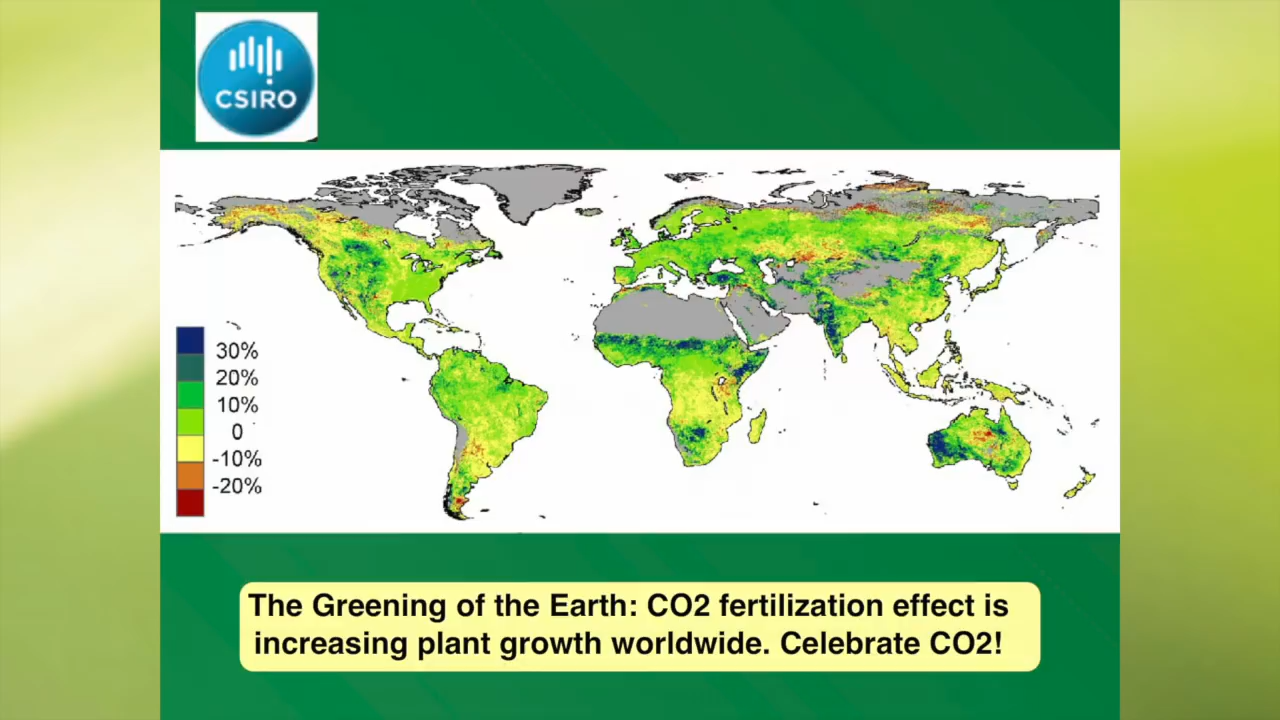 CSIRO
30%
20%
10%
0
-10%
-20%
The Greening of the Earth: CO2 fertilization effect is
increasing plant growth worldwide. Celebrate CO2!